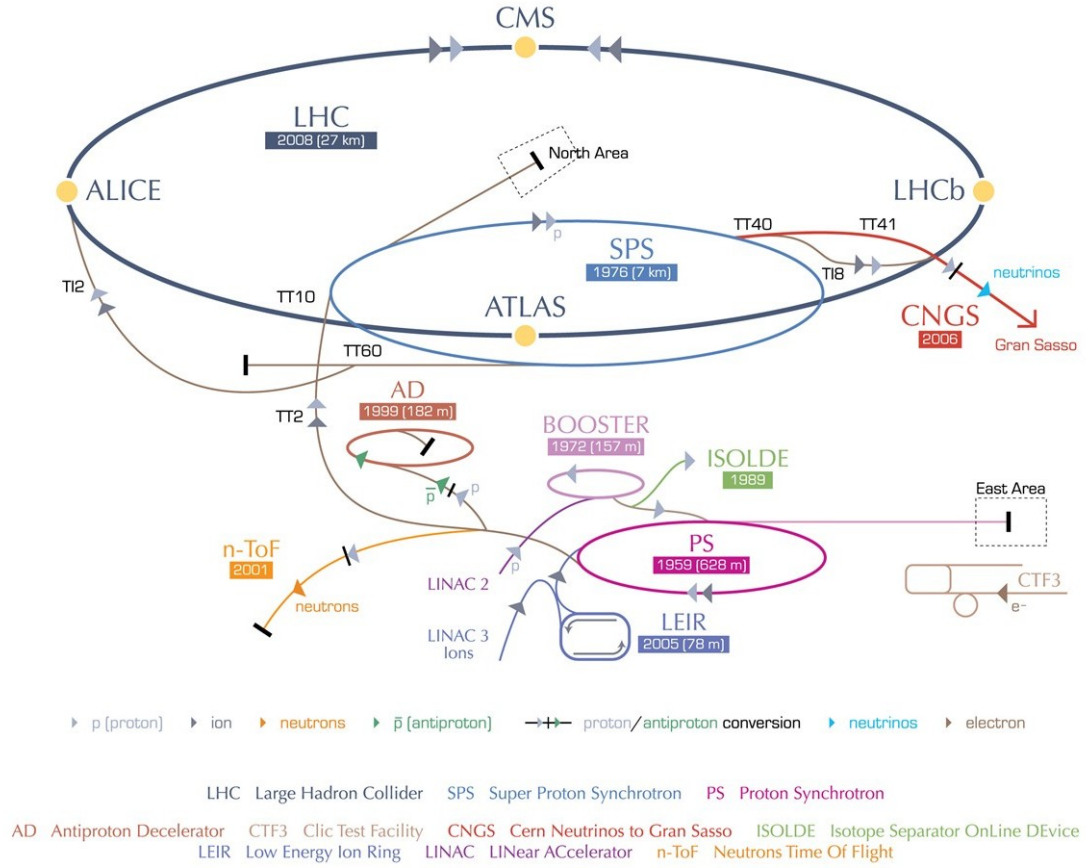 CMS
LHC
2008 (27 km)
North Area
ALICE
LHCb
TT40
TT41
SPS
1976 (7 km)
p
TI8
neutrinos
TI2
TT10
ATLAS
CNGS
2006
Gran Sasso
TT60
AD
1999 (182 m)
TT2
BOOSTER
1972 (157 m)
ISOLDE
1989
p̄
p
East Area
n-ToF
2001
PS
1959 (628 m)
LINAC 2
p
neutrons
CTF3
e-
LINAC 3
Ions
LEIR
2005 (78 m)
p (proton)
ion
neutrons
p̄ (antiproton)
proton/antiproton conversion
neutrinos
electron
LHC Large Hadron Collider SPS Super Proton Synchrotron PS Proton Synchrotron
AD Antiproton Decelerator CTF3 Clic Test Facility CNGS Cern Neutrinos to Gran Sasso ISOLDE Isotope Separator OnLine DEvice
LEIR Low Energy Ion Ring LINAC LINear ACcelerator n-ToF Neutrons Time Of Flight